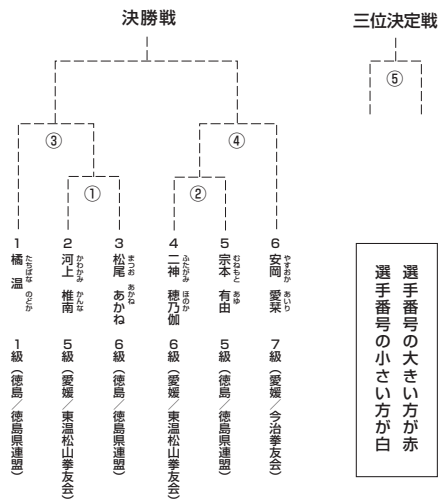 決勝戦
三位決定戦
③
④
①
②
⑤
1 橘 温 たちばな のどか 1級（徳島／徳島県連盟）
2 河上 椎南 かわかみ かんな 5級（愛媛／東温松山拳友会）
3 松尾 あかね まつお あかね 6級（徳島／徳島県連盟）
4 二神 穂乃伽 ふたがみ ほのか 6級（愛媛／東温松山拳友会）
5 宗本 有由 むねもと あゆ 5級（徳島／徳島県連盟）
6 安岡 愛栞 やすおか あいり 7級（愛媛／今治拳友会）
選手番号の大きい方が赤
選手番号の小さい方が白